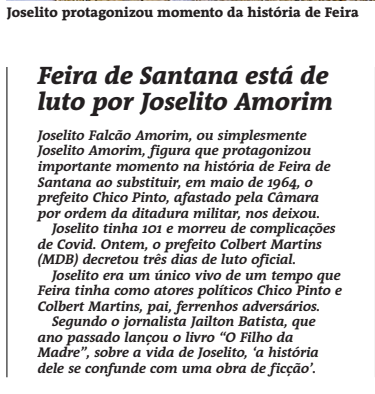 Joselito protagonizou momento da história de Feira
Feira de Santana está de
luto por Joselito Amorim
Joselito Falcão Amorim, ou simplesmente
Joselito Amorim, figura que protagonizou
importante momento na história de Feira de
Santana ao substituir, em maio de 1964, o
prefeito Chico Pinto, afastado pela Câmara
por ordem da ditadura militar, nos deixou.
Joselito tinha 101 e morreu de complicações
de Covid. Ontem, o prefeito Colbert Martins
(MDB) decretou três dias de luto oficial.
Joselito era um único vivo de um tempo que
Feira tinha como atores políticos Chico Pinto e
Colbert Martins, pai, ferrenhos adversários.
Segundo o jornalista Jailton Batista, que
ano passado lançou o livro “O Filho da
Madre”, sobre a vida de Joselito, ‘a história
dele se confunde com uma obra de ficção’.